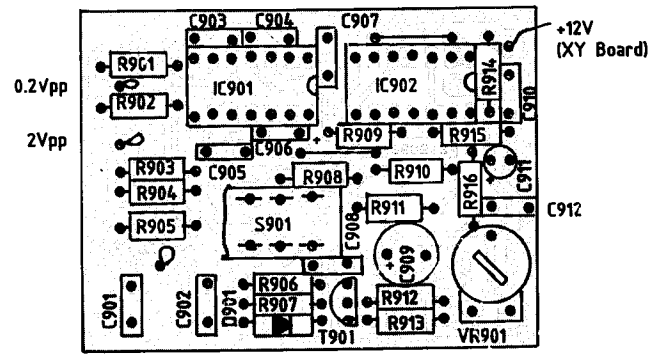 C903 C904 C907
+12V
(XY Board)
R901
IC901
IC902
R914
0.2Vpp
R902
C910
2Vpp
R909
R915
C906
C905
R903
R908
R910
C911
R904
R916
R905
S901
R911
C912
C908
C909
C901
C902
D901
R906
R907
R912
R913
T901
VR901
+
+
+